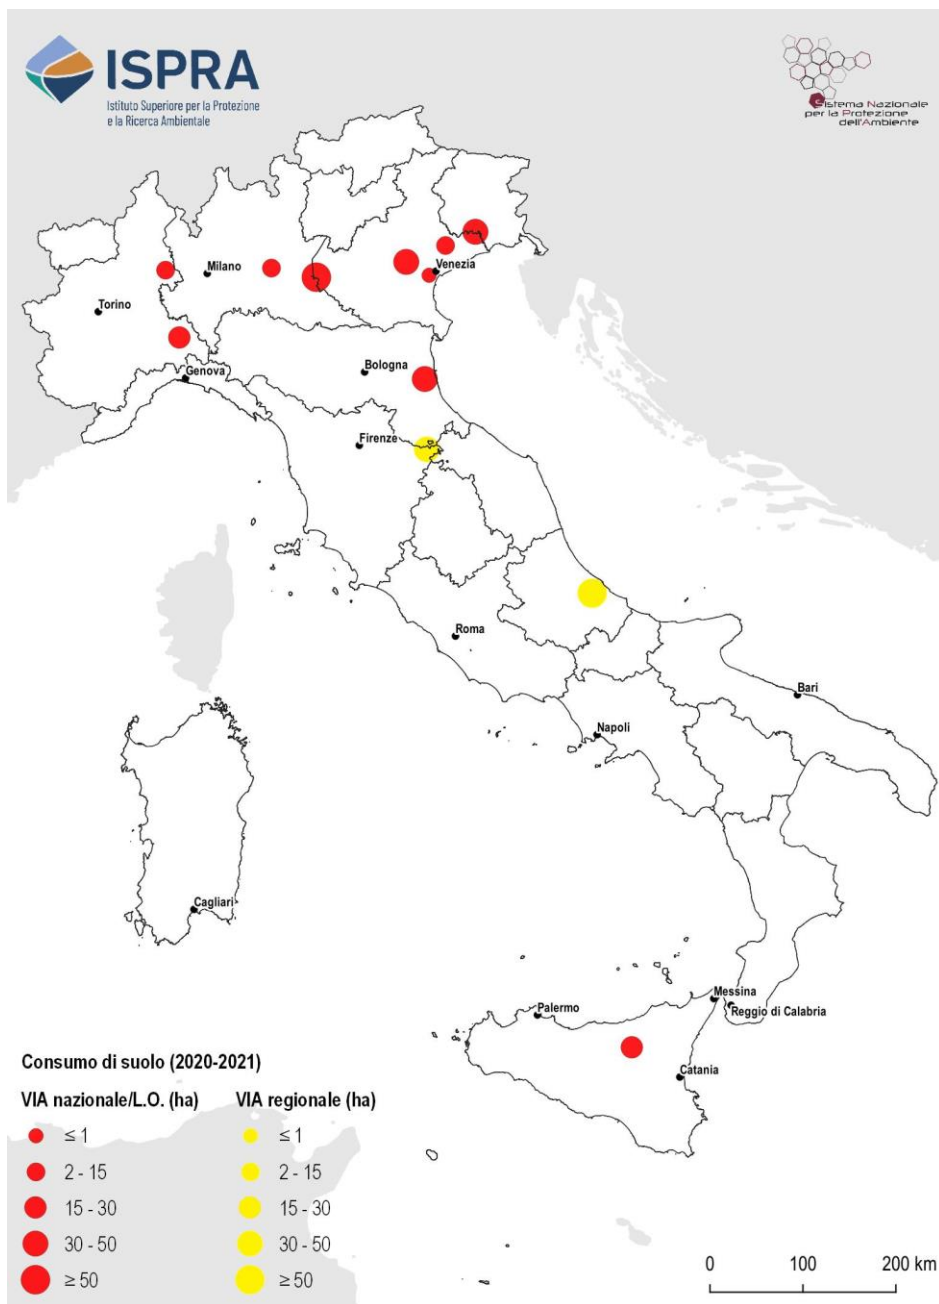 ISPRA
Istituto Superiore per la Protezione
e la Ricerca Ambientale
Sistema Nazionale
per la Protezione
dell'Ambiente
Milano
Venezia
Torino
Bologna
Genova
Firenze
Roma
Bari
Napoli
Cagliari
Messina
Palermo
Reggio di Calabria
Catania
Consumo di suolo (2020-2021)
VIA nazionale/L.O. (ha) VIA regionale (ha)
≤ 1 ≤ 1
2 - 15 2 - 15
15 - 30 15 - 30
30 - 50 30 - 50
≥ 50 ≥ 50
0 100 200 km